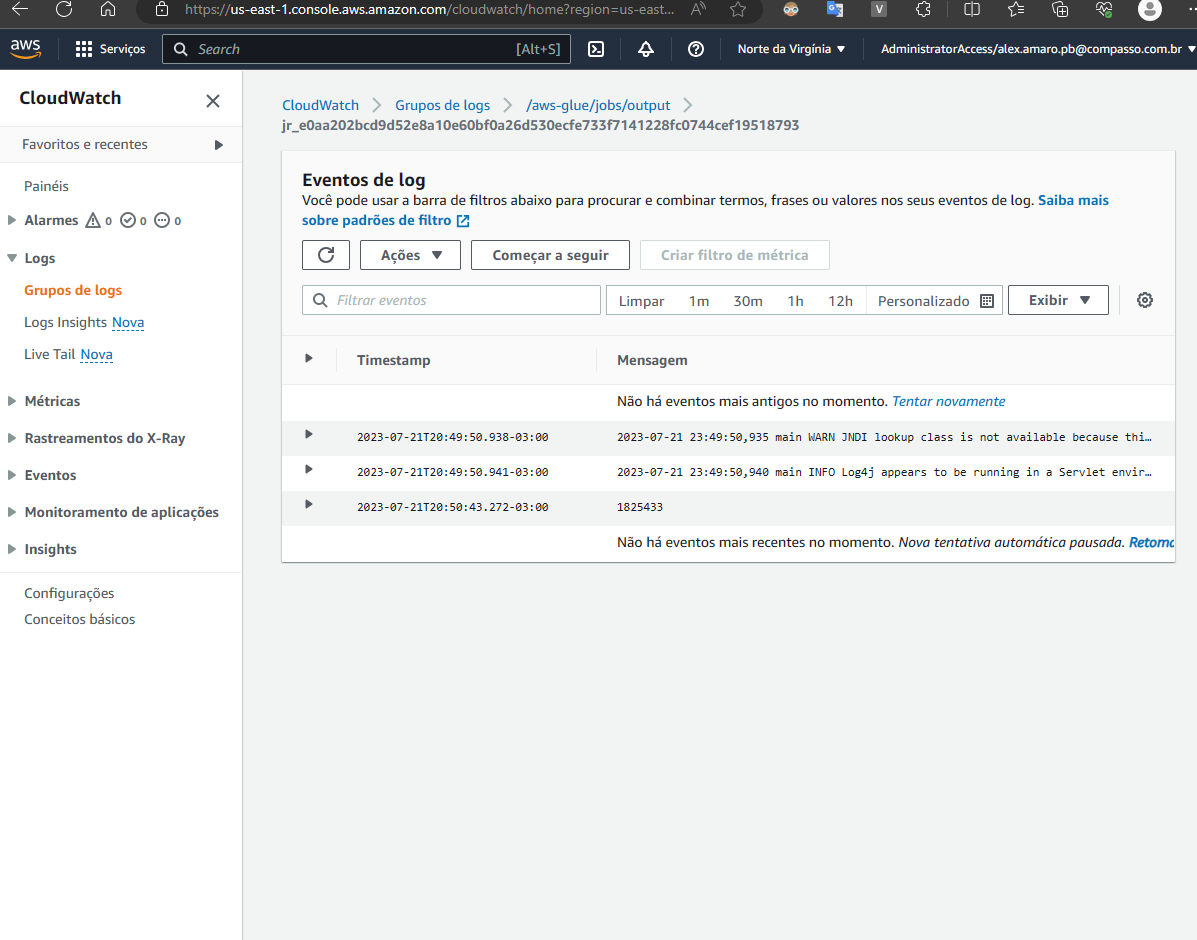 https://us-east-1.console.aws.amazon.com/cloudwatch/home?region=us-east...
aws
Serviços
Search
[Alt+S]
Norte da Virgínia
AdministratorAccess/alex.amaro.pb@compasso.com.br
CloudWatch
Favoritos e recentes
Painéis
Alarmes 0 0 0
Logs
Grupos de logs
Logs Insights Nova
Live Tail Nova
Métricas
Rastreamentos do X-Ray
Eventos
Monitoramento de aplicações
Insights
Configurações
Conceitos básicos
CloudWatch
Grupos de logs
/aws-glue/jobs/output
jr_e0aa202bcd9d52e8a10e60bf0a26d530ecfe733f7141228fc0744cef19518793
Eventos de log
Você pode usar a barra de filtros abaixo para procurar e combinar termos, frases ou valores nos seus eventos de log. Saiba mais
sobre padrões de filtro
Ações
Começar a seguir
Criar filtro de métrica
Filtrar eventos
Limpar
1m
30m
1h
12h
Personalizado
Exibir
Timestamp
Mensagem
Não há eventos mais antigos no momento. Tentar novamente
2023-07-21T20:49:50.938-03:00
2023-07-21 23:49:50,935 main WARN JNDI lookup class is not available because thi…
2023-07-21T20:49:50.941-03:00
2023-07-21 23:49:50,940 main INFO Log4j appears to be running in a Servlet envir…
2023-07-21T20:50:43.272-03:00
1825433
Não há eventos mais recentes no momento. Nova tentativa automática pausada. Retoma